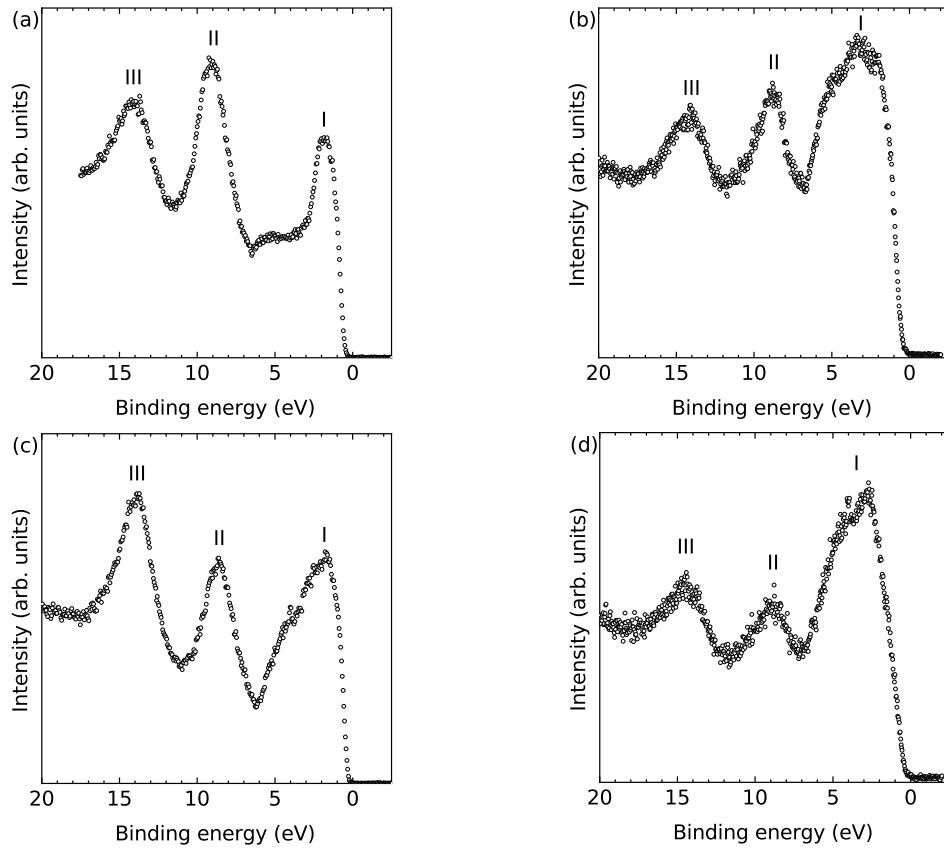 (a)
III
II
I
Intensity (arb. units)
20 15 10 5 0
Binding energy (eV)
(b)
III
II
I
Intensity (arb. units)
20 15 10 5 0
Binding energy (eV)
(c)
III
II
I
Intensity (arb. units)
20 15 10 5 0
Binding energy (eV)
(d)
III
II
I
Intensity (arb. units)
20 15 10 5 0
Binding energy (eV)